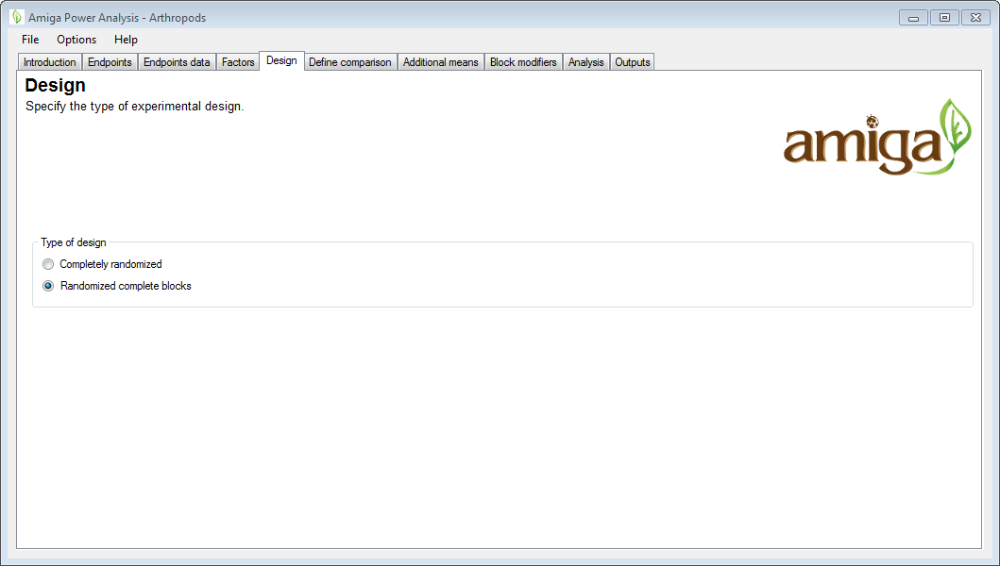 Amiga Power Analysis - Arthropods
File Options Help
Introduction Endpoints Endpoints data Factors Design Define comparison Additional means Block modifiers Analysis Outputs
Design
Specify the type of experimental design.
amiga
Type of design
Completely randomized
Randomized complete blocks